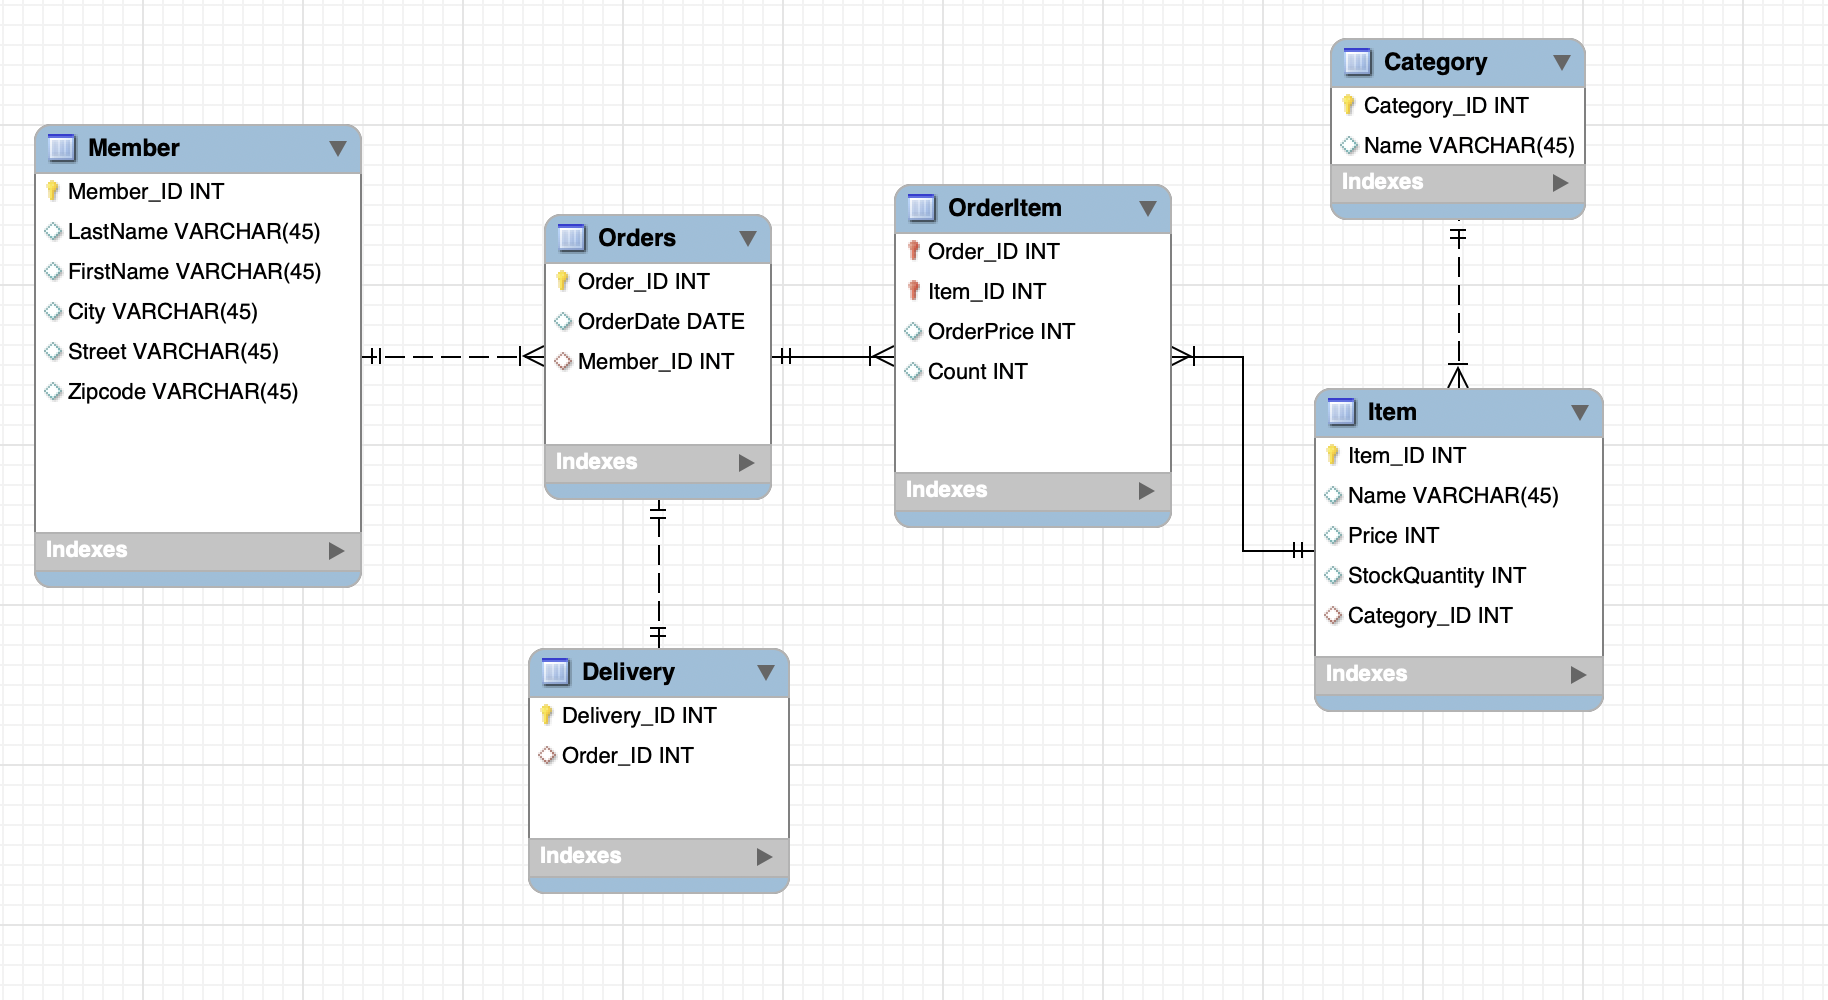 Member
Member_ID INT
LastName VARCHAR(45)
FirstName VARCHAR(45)
City VARCHAR(45)
Street VARCHAR(45)
Zipcode VARCHAR(45)
Indexes
Orders
Order_ID INT
OrderDate DATE
Member_ID INT
Indexes
Delivery
Delivery_ID INT
Order_ID INT
Indexes
OrderItem
Order_ID INT
Item_ID INT
OrderPrice INT
Count INT
Indexes
Category
Category_ID INT
Name VARCHAR(45)
Indexes
Item
Item_ID INT
Name VARCHAR(45)
Price INT
StockQuantity INT
Category_ID INT
Indexes